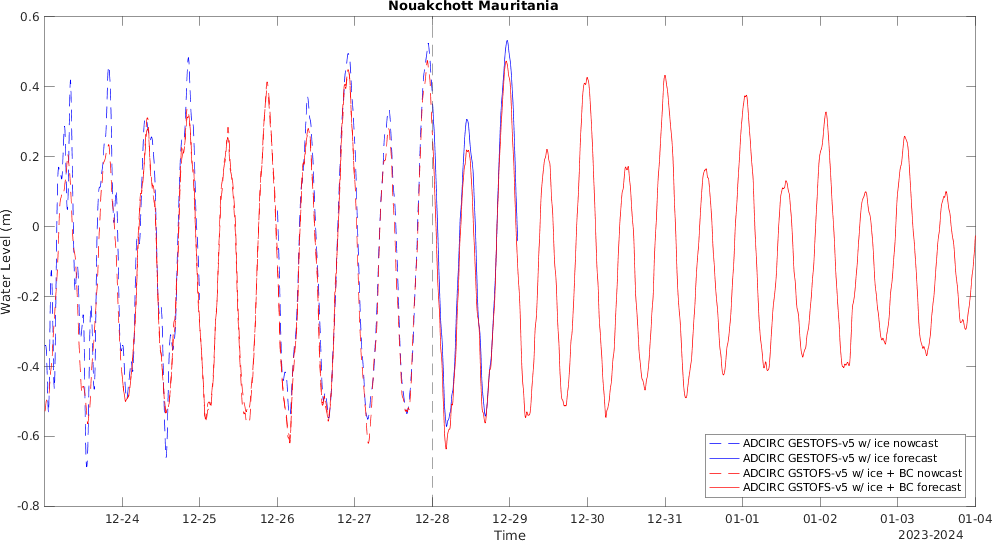 Nouakchott Mauritania
0.6
0.4
0.2
0
-0.2
-0.4
-0.6
-0.8
Water Level (m)
12-24 12-25 12-26 12-27 12-28 12-29 12-30 12-31 01-01 01-02 01-03 01-04
Time
2023-2024
ADCIRC GESTOFS-v5 w/ ice nowcast
ADCIRC GESTOFS-v5 w/ ice forecast
ADCIRC GSTOFS-v5 w/ ice + BC nowcast
ADCIRC GSTOFS-v5 w/ ice + BC forecast